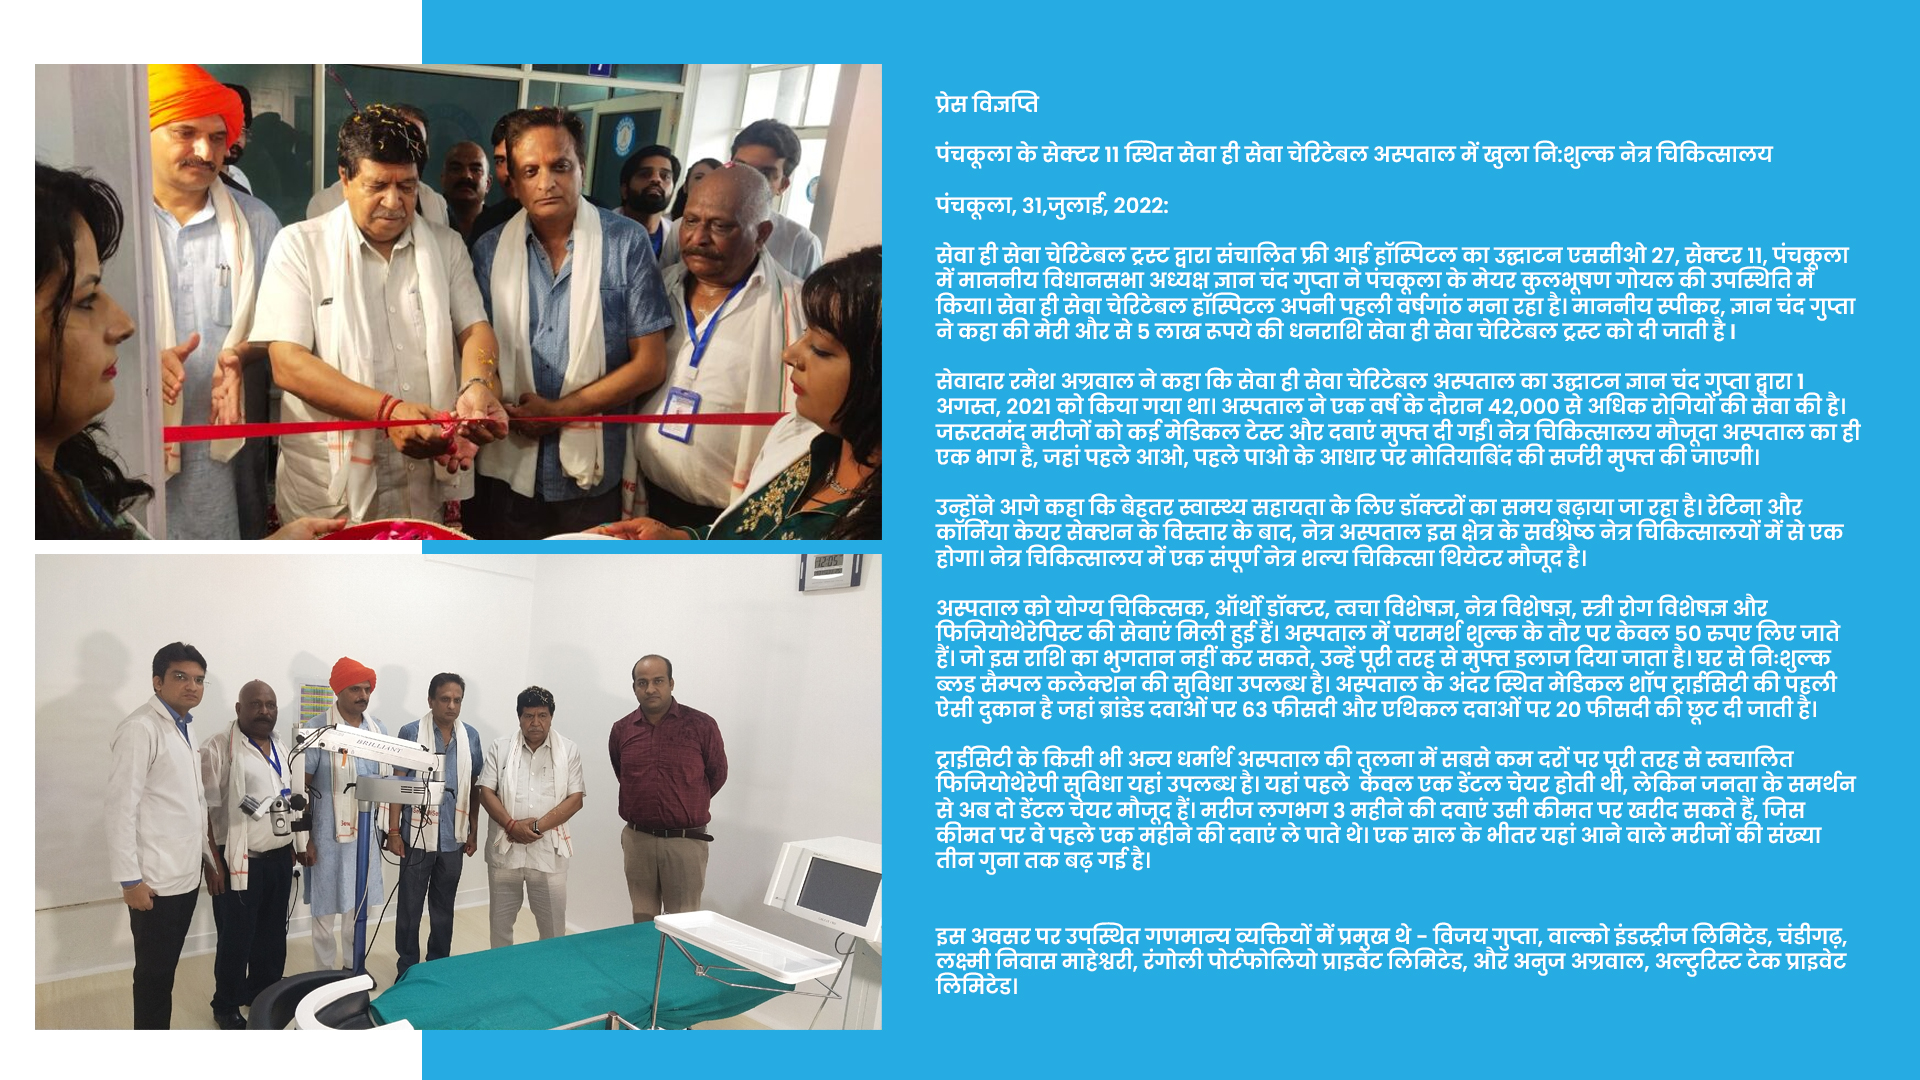 प्रेस विज्ञप्ति
पंचकूला के सेक्टर 11 स्थित सेवा ही सेवा चेरिटेबल अस्पताल में खुला नि:शुल्क नेत्र चिकित्सालय
पंचकूला, 31,जुलाई, 2022:
सेवा ही सेवा चेरिटेबल ट्रस्ट द्वारा संचालित फ्री आई हॉस्पिटल का उद्घाटन एससीओ 27, सेक्टर 11, पंचकूला
में माननीय विधानसभा अध्यक्ष ज्ञान चंद गुप्ता ने पंचकूला के मेयर कुलभूषण गोयल की उपस्थिति में
किया। सेवा ही सेवा चेरिटेबल हॉस्पिटल अपनी पहली वर्षगांठ मना रहा है। माननीय स्पीकर, ज्ञान चंद गुप्ता
ने कहा की मेरी और से 5 लाख रूपये की धनराशि सेवा ही सेवा चेरिटेबल ट्रस्ट को दी जाती है ।
सेवादार रमेश अग्रवाल ने कहा कि सेवा ही सेवा चेरिटेबल अस्पताल का उद्घाटन ज्ञान चंद गुप्ता द्वारा 1
अगस्त, 2021 को किया गया था। अस्पताल ने एक वर्ष के दौरान 42,000 से अधिक रोगियों की सेवा की है।
जरूरतमंद मरीजों को कई मेडिकल टेस्ट और दवाएं मुफ्त दी गईं। नेत्र चिकित्सालय मौजूदा अस्पताल का ही
एक भाग है, जहां पहले आओ, पहले पाओ के आधार पर मोतियाबिंद की सर्जरी मुफ्त की जाएगी।
उन्होंने आगे कहा कि बेहतर स्वास्थ्य सहायता के लिए डॉक्टरों का समय बढ़ाया जा रहा है। रेटिना और
कॉर्निया केयर सेक्शन के विस्तार के बाद, नेत्र अस्पताल इस क्षेत्र के सर्वश्रेष्ठ नेत्र चिकित्सालयों में से एक
होगा। नेत्र चिकित्सालय में एक संपूर्ण नेत्र शल्य चिकित्सा थियेटर मौजूद है।
अस्पताल को योग्य चिकित्सक, ऑर्थो डॉक्टर, त्वचा विशेषज्ञ, नेत्र विशेषज्ञ, स्त्री रोग विशेषज्ञ और
फिजियोथेरेपिस्ट की सेवाएं मिली हुई हैं। अस्पताल में परामर्श शुल्क के तौर पर केवल 50 रुपए लिए जाते
हैं। जो इस राशि का भुगतान नहीं कर सकते, उन्हें पूरी तरह से मुफ्त इलाज दिया जाता है। घर से निःशुल्क
ब्लड सैम्पल कलेक्शन की सुविधा उपलब्ध है। अस्पताल के अंदर स्थित मेडिकल शॉप ट्राईसिटी की पहली
ऐसी दुकान है जहां ब्रांडेड दवाओं पर 63 फीसदी और एथिकल दवाओं पर 20 फीसदी की छूट दी जाती है।
ट्राईसिटी के किसी भी अन्य धर्मार्थ अस्पताल की तुलना में सबसे कम दरों पर पूरी तरह से स्वचालित
फिजियोथेरेपी सुविधा यहां उपलब्ध है। यहां पहले केवल एक डेंटल चेयर होती थी, लेकिन जनता के समर्थन
से अब दो डेंटल चेयर मौजूद हैं। मरीज लगभग 3 महीने की दवाएं उसी कीमत पर खरीद सकते हैं, जिस
कीमत पर वे पहले एक महीने की दवाएं ले पाते थे। एक साल के भीतर यहां आने वाले मरीजों की संख्या
तीन गुना तक बढ़ गई है।
इस अवसर पर उपस्थित गणमान्य व्यक्तियों में प्रमुख थे - विजय गुप्ता, वाल्को इंडस्ट्रीज लिमिटेड, चंडीगढ़,
लक्ष्मी निवास माहेश्वरी, रंगोली पोर्टफोलियो प्राइवेट लिमिटेड, और अनुज अग्रवाल, अल्टुरिस्ट टेक प्राइवेट
लिमिटेड।
12:05
BRILLIANT